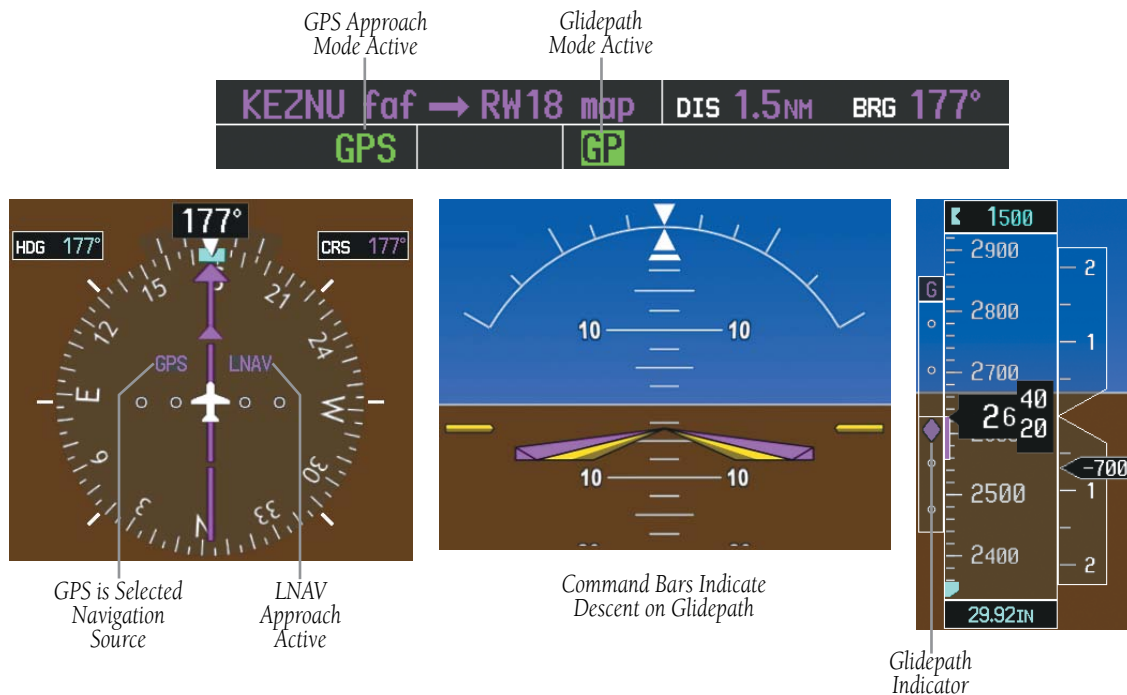 GPS Approach
Mode Active
Glidepath
Mode Active
KEZNU faf → RW18 map DIS 1.5NM BRG 177°
GPS GP
177°
HDG 177° CRS 177°
S
15 21
12 24
GPS LNAV
E W
6 30
3 33
N
GPS is Selected
Navigation
Source
LNAV
Approach
Active
10 10
10 10
Command Bars Indicate
Descent on Glidepath
1500
2900
2
G
2800
1
2700
40
26
20
-700
2500 1
2400
2
29.92IN
Glidepath
Indicator